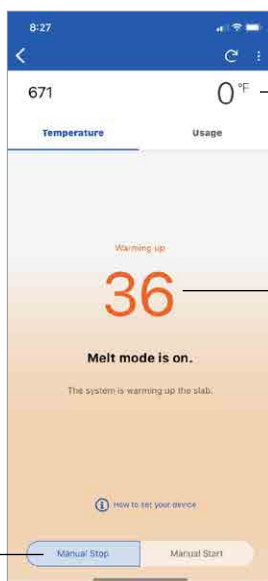 8:27
671 0 °F
Temperature Usage
Warming up
36
Melt mode is on.
The system is warming up the slab.
How to set your device
Manual Stop Manual Start